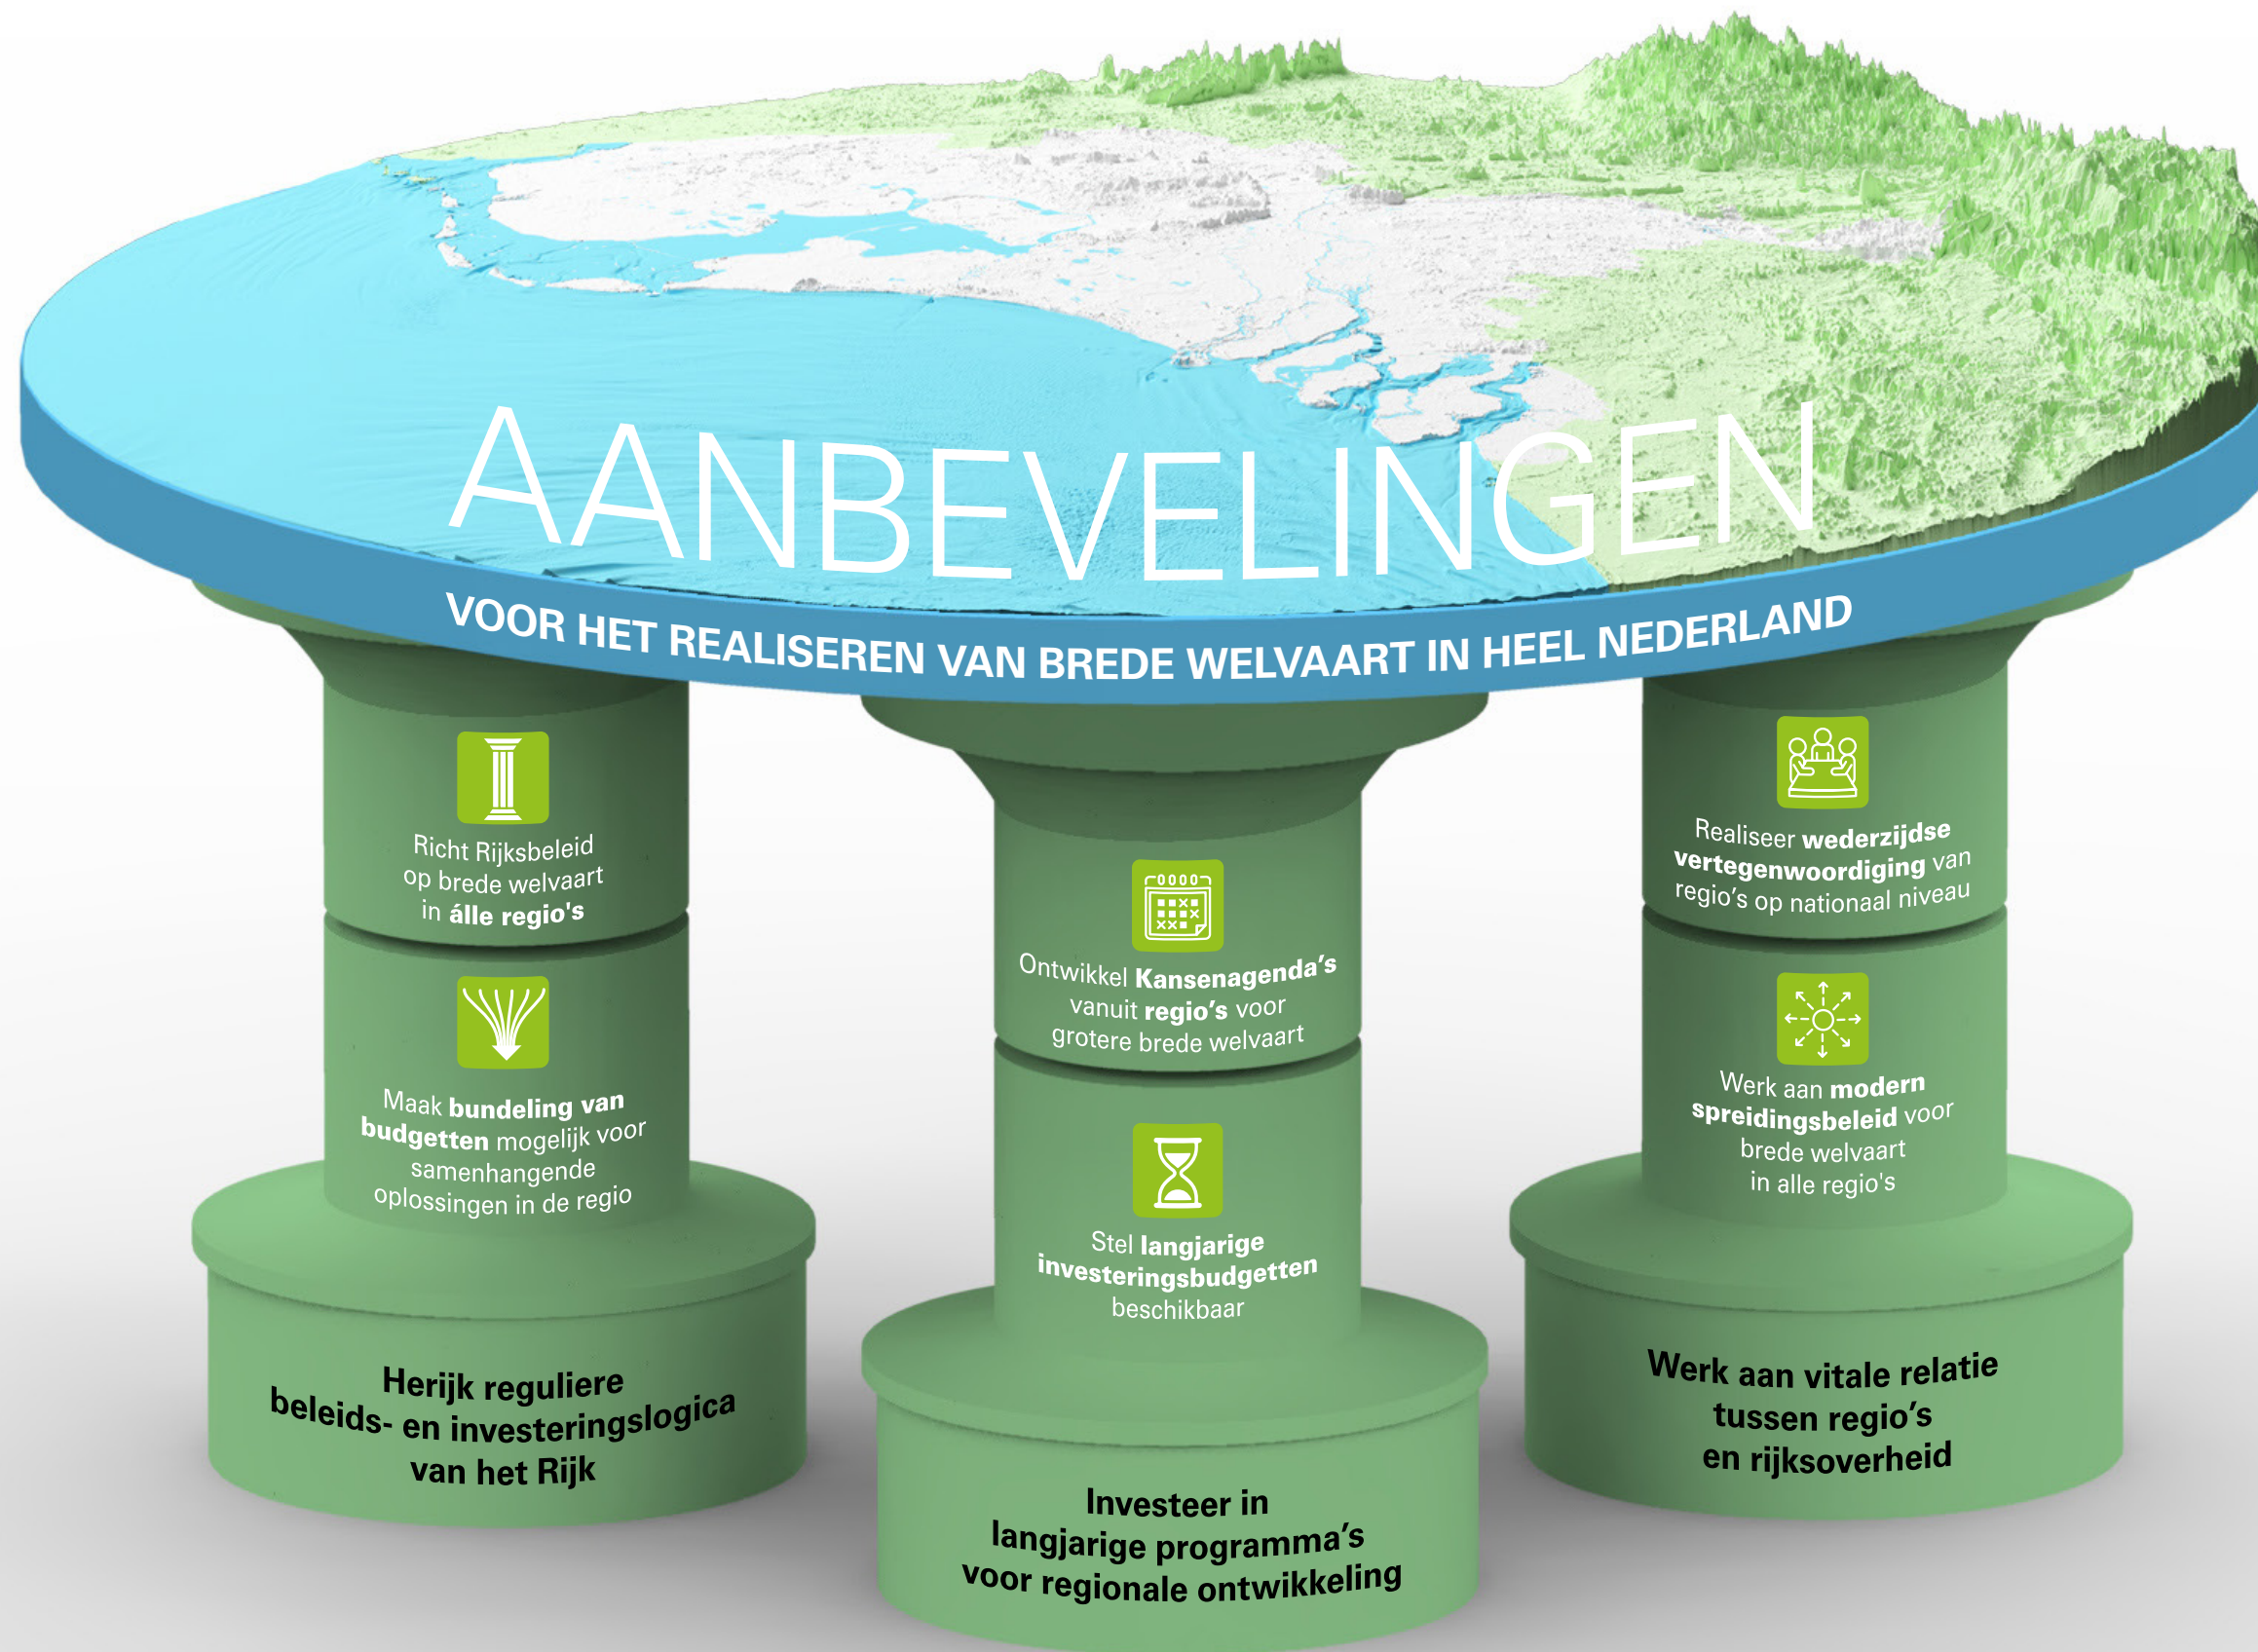 AANBEVELINGEN
VOOR HET REALISEREN VAN BREDE WELVAART IN HEEL NEDERLAND
Richt Rijksbeleid
op brede welvaart
in álle regio's
Maak bundeling van
budgetten mogelijk voor
samenhangende
oplossingen in de regio
Herijk reguliere
beleids- en investeringslogica
van het Rijk
Ontwikkel Kansenagenda’s
vanuit regio’s voor
grotere brede welvaart
Stel langjarige
investeringsbudgetten
beschikbaar
Investeer in
langjarige programma’s
voor regionale ontwikkeling
Realiseer wederzijdse
vertegenwoordiging van
regio’s op nationaal niveau
Werk aan modern
spreidingsbeleid voor
brede welvaart
in alle regio's
Werk aan vitale relatie
tussen regio’s
en rijksoverheid